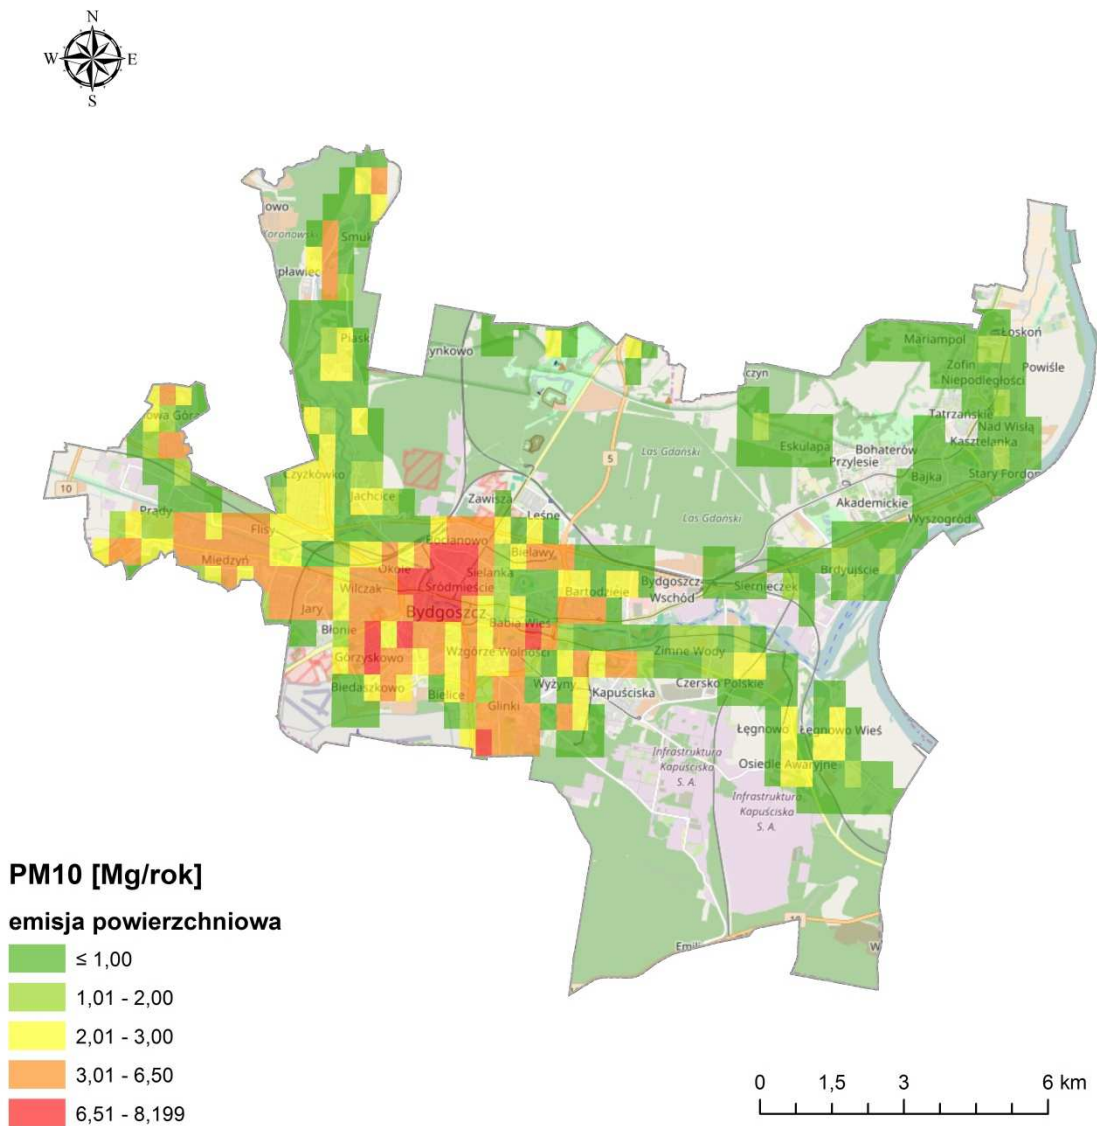 N
W E
S
owo
Koronowski
Smuk
pławiec
Piask
Łoskoń
Mariampol
ynkowo
Zofin
Powiśle
Niepodległości
czyn
Tatrzańskie
owa Góra
Nad Wisłą
Kasztelanka
Eskulapa
Bohaterów
Las Gdański
5
Przylesie
Czyżkówko
Bajka
Stary Fordon
10
Jachcice
Zawisza
Akademickie
Prądy
Leśne
Las Gdański
Wyszogród
Flisy
Bocianowo
Miedzyń
Bielawy
Okole
Sielanka
Brdyujście
Wilczak
Śródmieście
Bartodzieje
Bydgoszcz-
Wschód
Siernieczek
Jary
Bydgoszcz
Babia Wieś
Błonie
Górzyskowo
Wzgórze Wolności
Zimne Wody
Biedaszkowo
Bielice
Wyżyny
Kapuściska
Czersko Polskie
Glinki
Łęgnowo
Łęgnowo Wieś
Infrastruktura
Kapuściska
S. A.
Osiedle Awaryjne
Infrastruktura
Kapuściska
S. A.
10
Emili
W
PM10 [Mg/rok]
emisja powierzchniowa
≤ 1,00
1,01 - 2,00
2,01 - 3,00
3,01 - 6,50
6,51 - 8,199
0 1,5 3 6 km